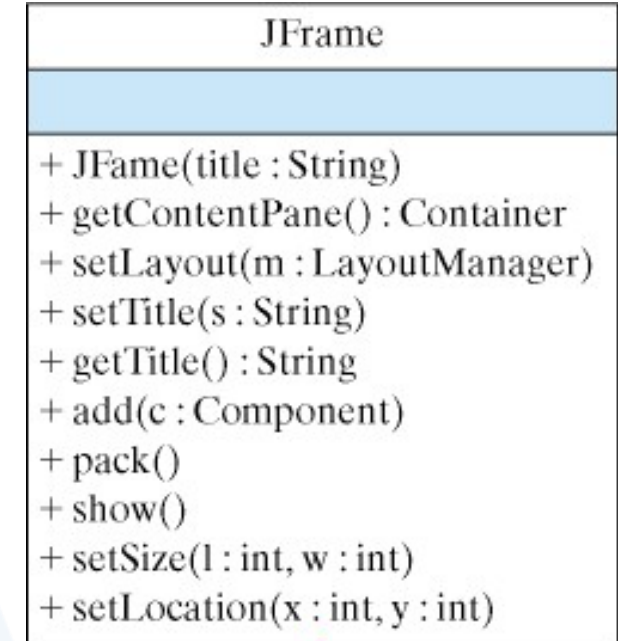 JFrame
+ JFame(title : String)
+ getContentPane() : Container
+ setLayout(m : LayoutManager)
+ setTitle(s : String)
+ getTitle() : String
+ add(c : Component)
+ pack()
+ show()
+ setSize(l : int, w : int)
+ setLocation(x : int, y : int)